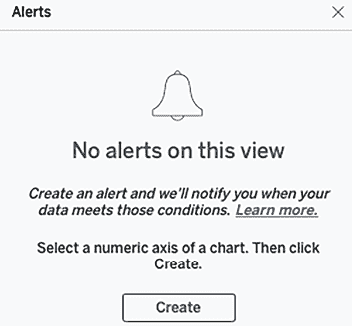 Alerts
No alerts on this view
Create an alert and we'll notify you when your
data meets those conditions. Learn more.
Select a numeric axis of a chart. Then click
Create.
Create